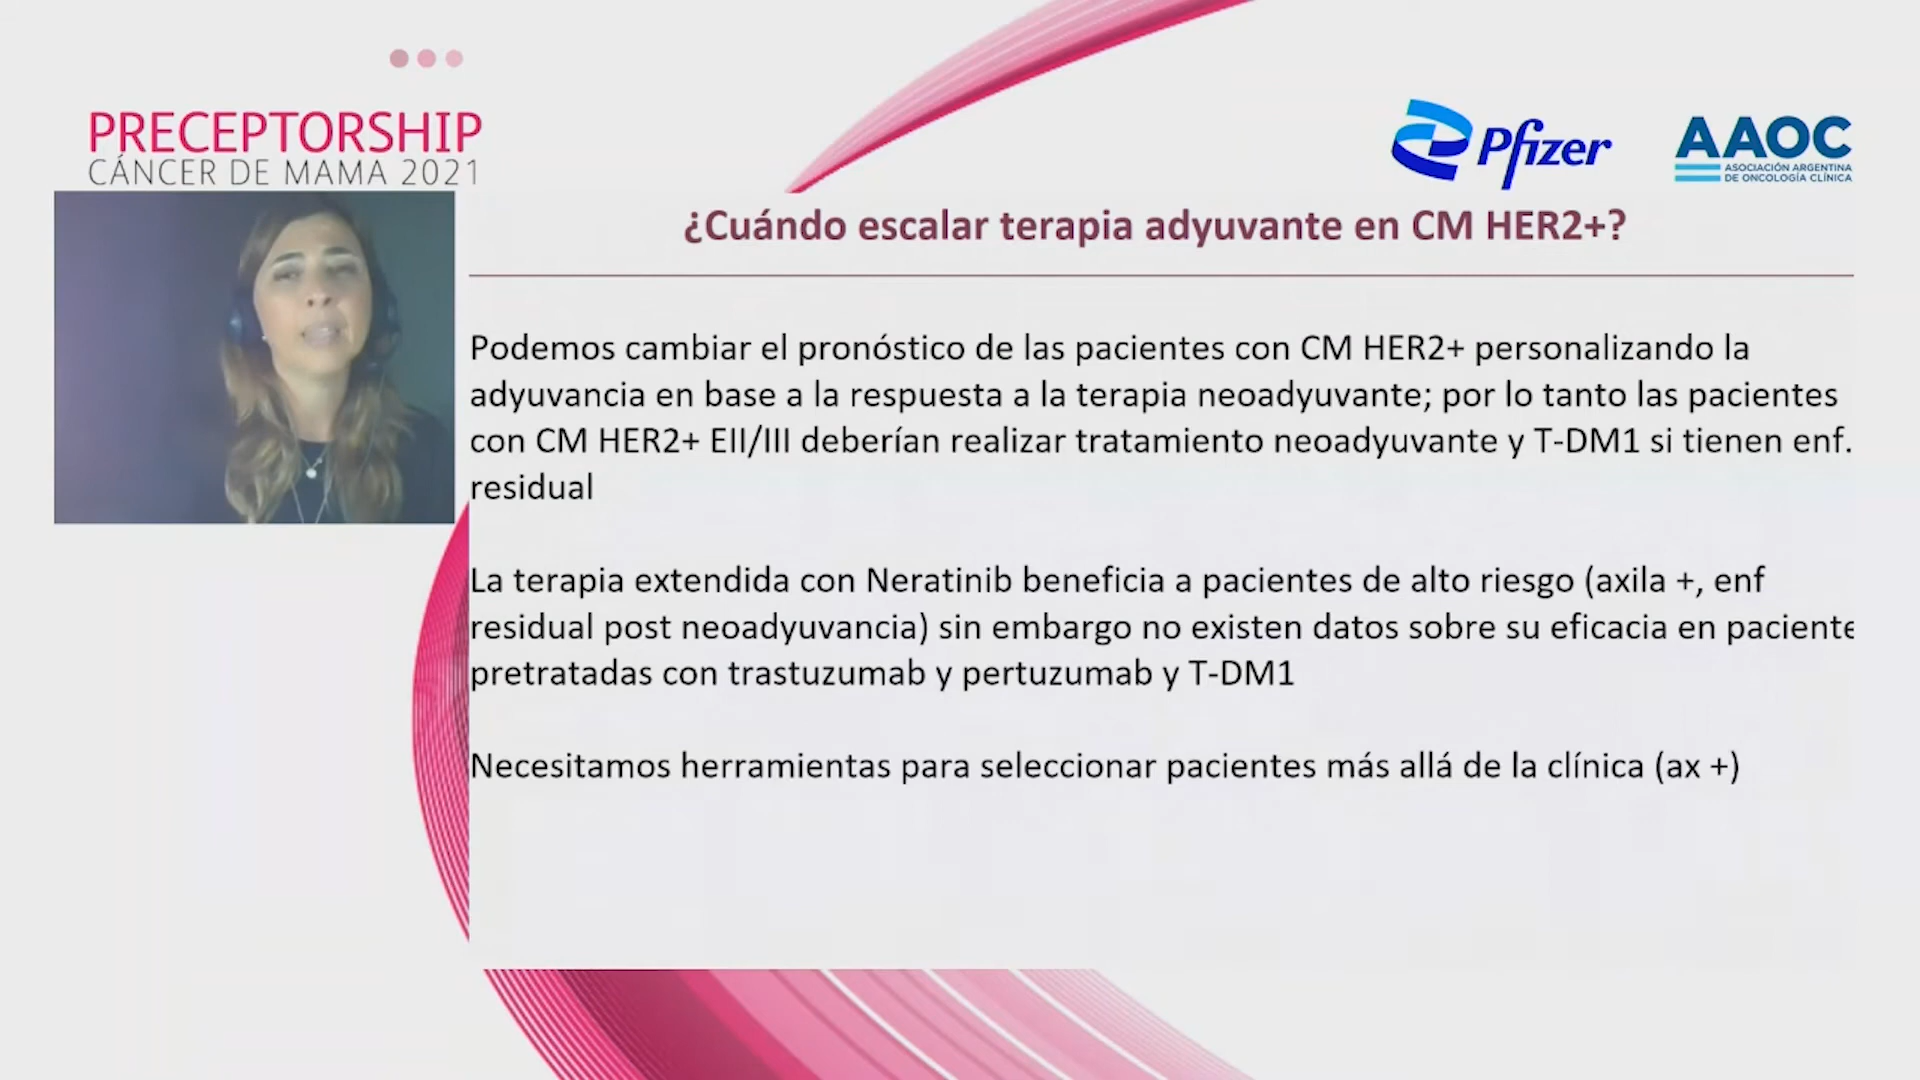 PRECEPTORSHIP
CÁNCER DE MAMA 2021
Pfizer
AAOC
ASOCIACIÓN ARGENTINA
DE ONCOLOGÍA CLÍNICA
¿Cuándo escalar terapia adyuvante en CM HER2+?
Podemos cambiar el pronóstico de las pacientes con CM HER2+ personalizando la
adyuvancia en base a la respuesta a la terapia neoadyuvante; por lo tanto las pacientes
con CM HER2+ EII/III deberían realizar tratamiento neoadyuvante y T-DM1 si tienen enf.
residual
La terapia extendida con Neratinib beneficia a pacientes de alto riesgo (axila +, enf
residual post neoadyuvancia) sin embargo no existen datos sobre su eficacia en paciente
pretratadas con trastuzumab y pertuzumab y T-DM1
Necesitamos herramientas para seleccionar pacientes más allá de la clínica (ax +)